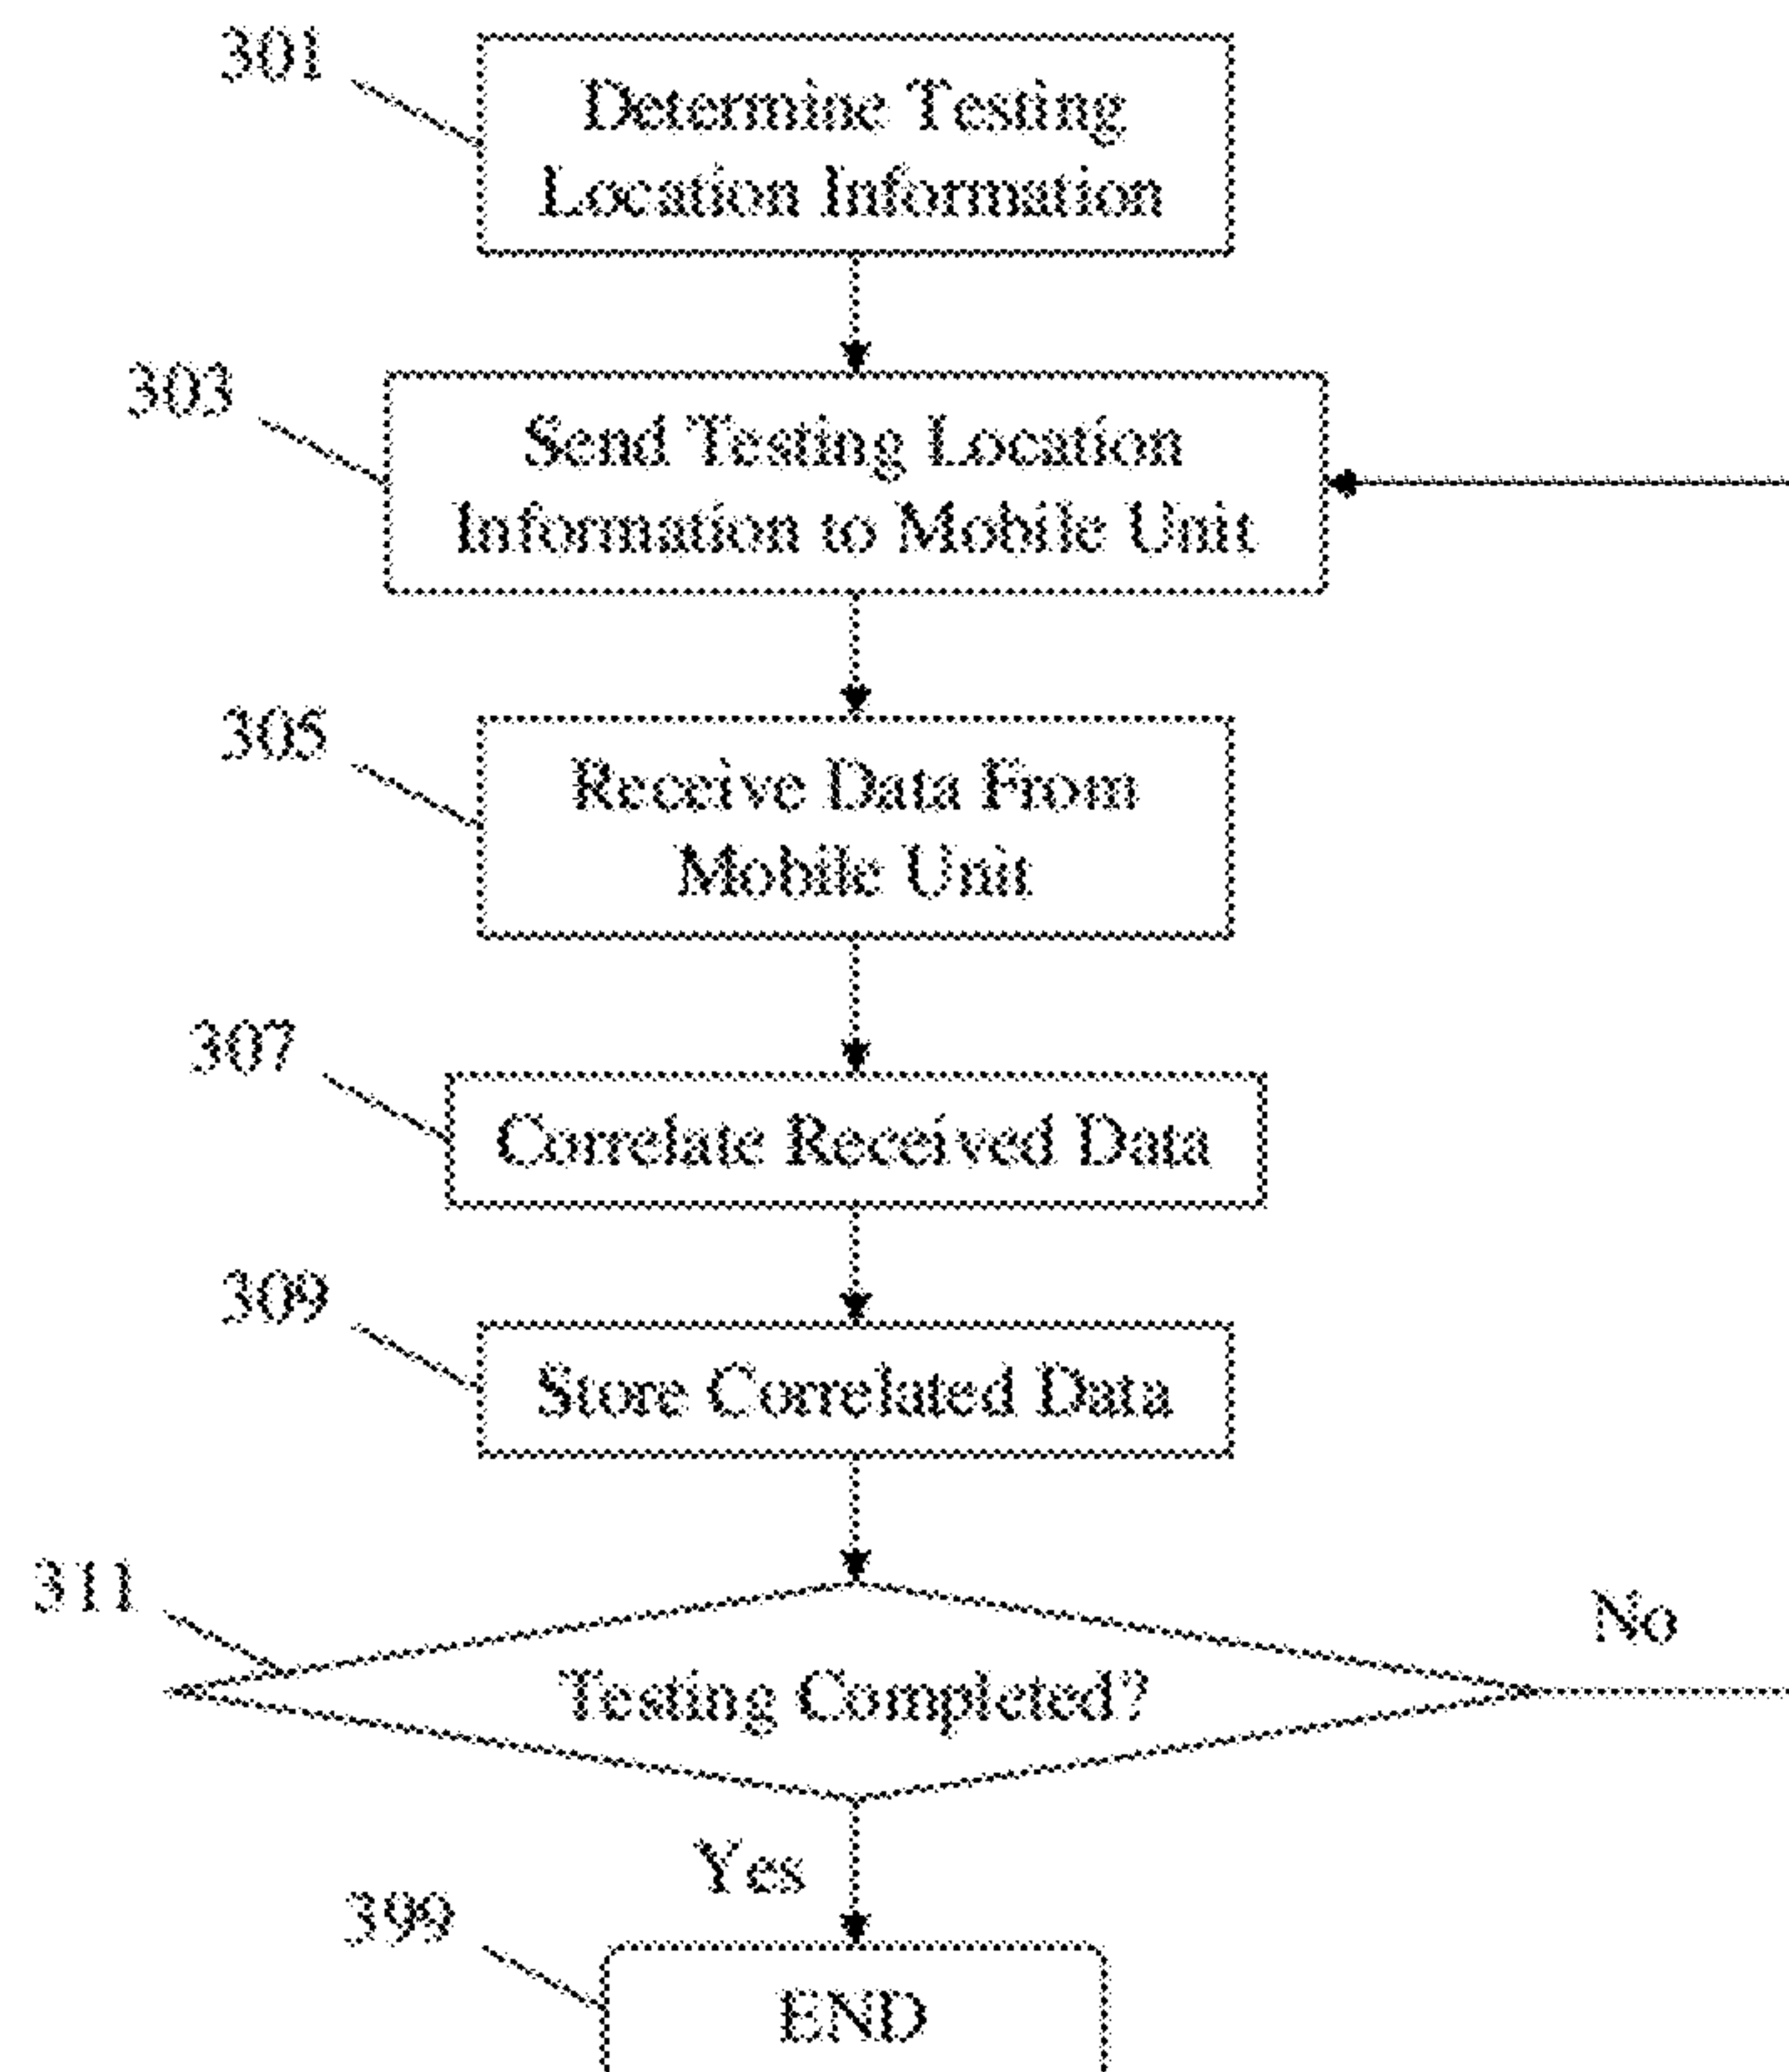 301
Determine Testing
Location Information
303
Send Testing Location
Information to Mobile Unit
305
Receive Data From
Mobile Unit
307
Correlate Received Data
309
Store Correlated Data
311
Testing Completed?
No
Yes
399
END